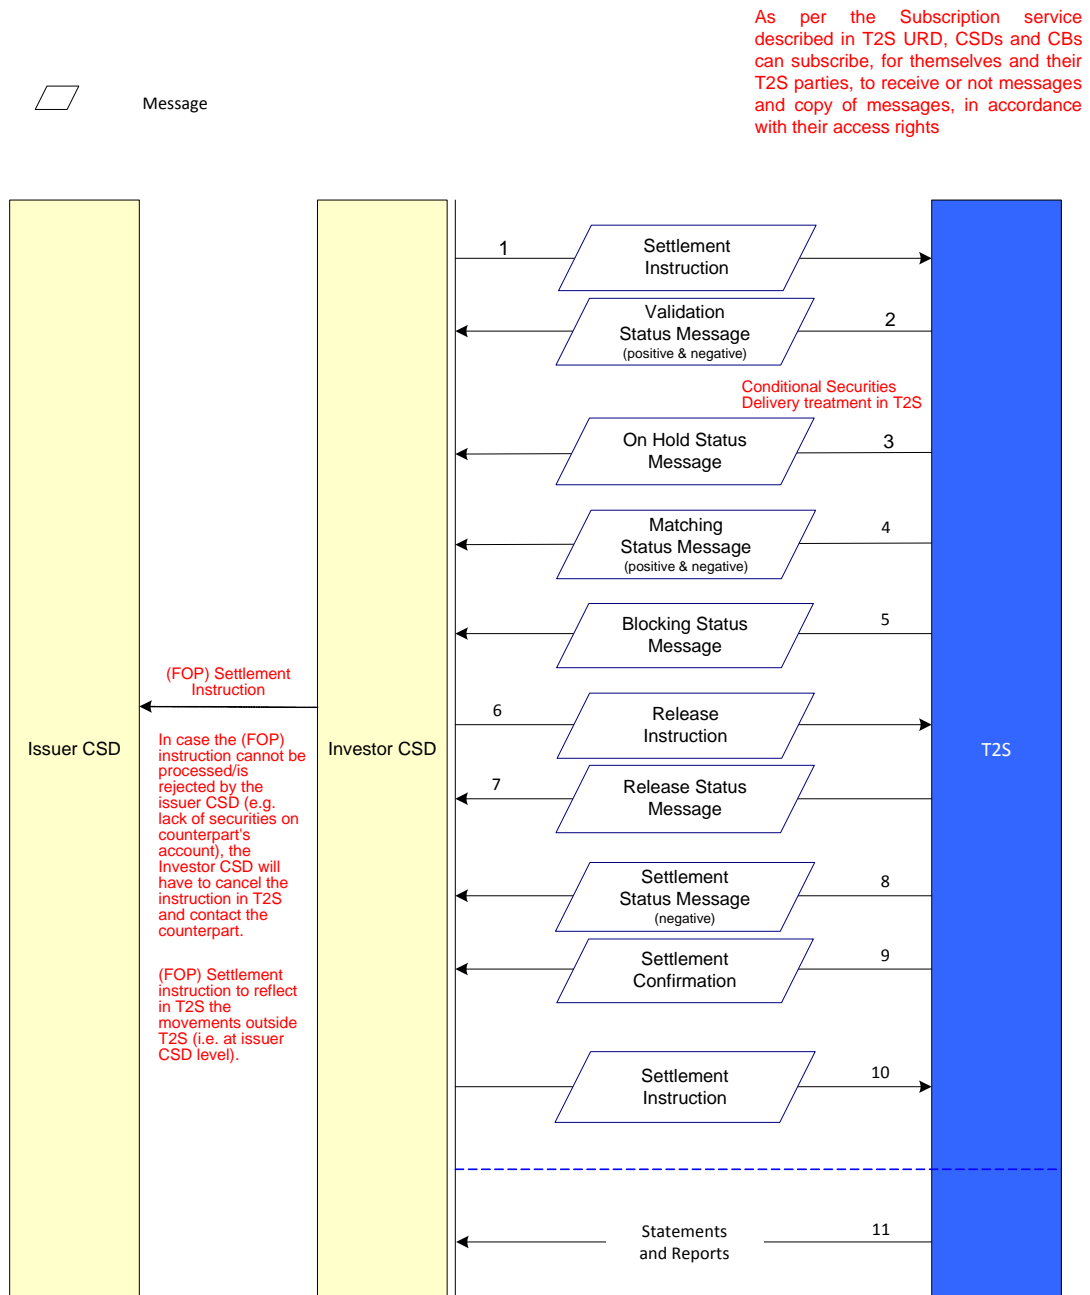 As per the Subscription service
described in T2S URD, CSDs and CBs
can subscribe, for themselves and their
T2S parties, to receive or not messages
and copy of messages, in accordance
with their access rights
Message
1
Settlement
Instruction
Validation
Status Message
(positive & negative)
2
Conditional Securities
Delivery treatment in T2S
On Hold Status
Message
3
Matching
Status Message
(positive & negative)
4
Blocking Status
Message
5
(FOP) Settlement
Instruction
6
Release
Instruction
Issuer CSD
In case the (FOP)
instruction cannot be
processed/is
rejected by the
issuer CSD (e.g.
lack of securities on
counterpart's
account), the
Investor CSD will
have to cancel the
instruction in T2S
and contact the
counterpart.
Investor CSD
T2S
7
Release Status
Message
Settlement
Status Message
(negative)
8
Settlement
Confirmation
9
(FOP) Settlement
instruction to reflect
in T2S the
movements outside
T2S (i.e. at issuer
CSD level).
Settlement
Instruction
10
Statements
and Reports
11